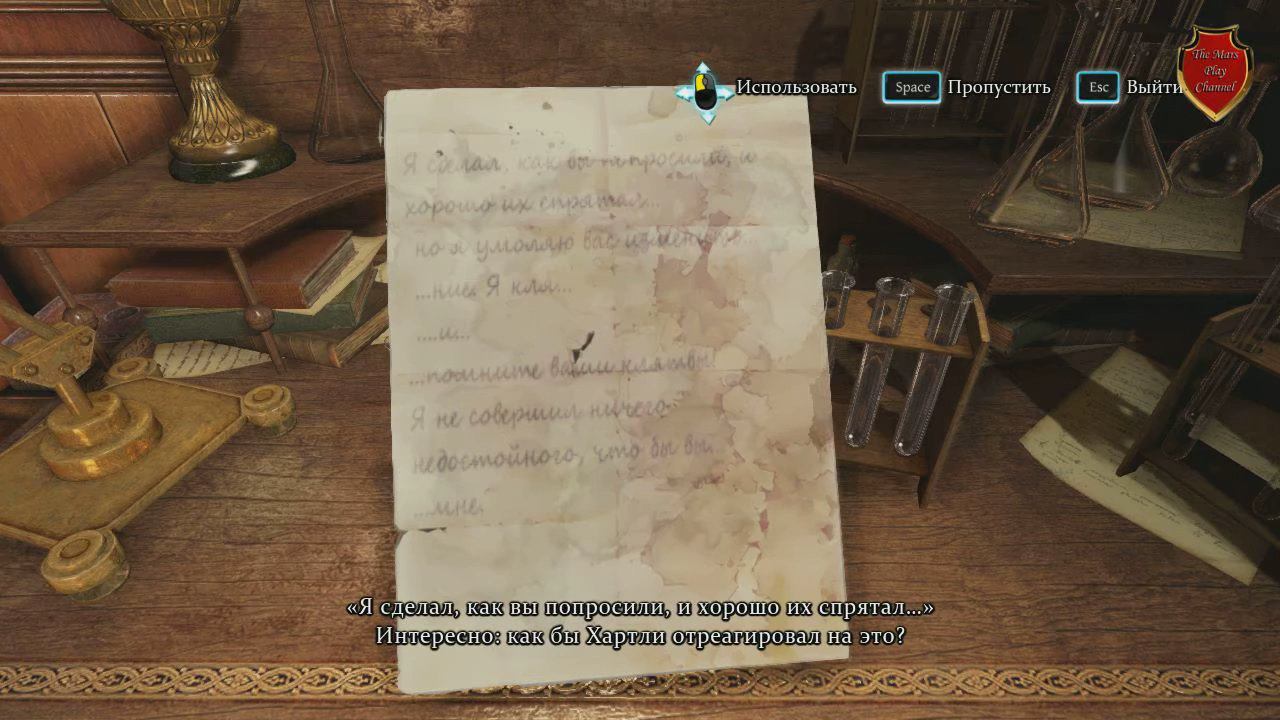 Использовать
Space
Пропустить
Esc
Выйти
The Mars
Play
Channel
Я сделал, как вы попросили, и
хорошо их спрятал...
но я умоляю вас изменить в...
...ние. Я кля...
....и...
...помните ваши клятвы.
Я не совершил ничего
недостойного, что бы вы
...мне.
«Я сделал, как вы попросили, и хорошо их спрятал...»
Интересно: как бы Хартли отреагировал на это?